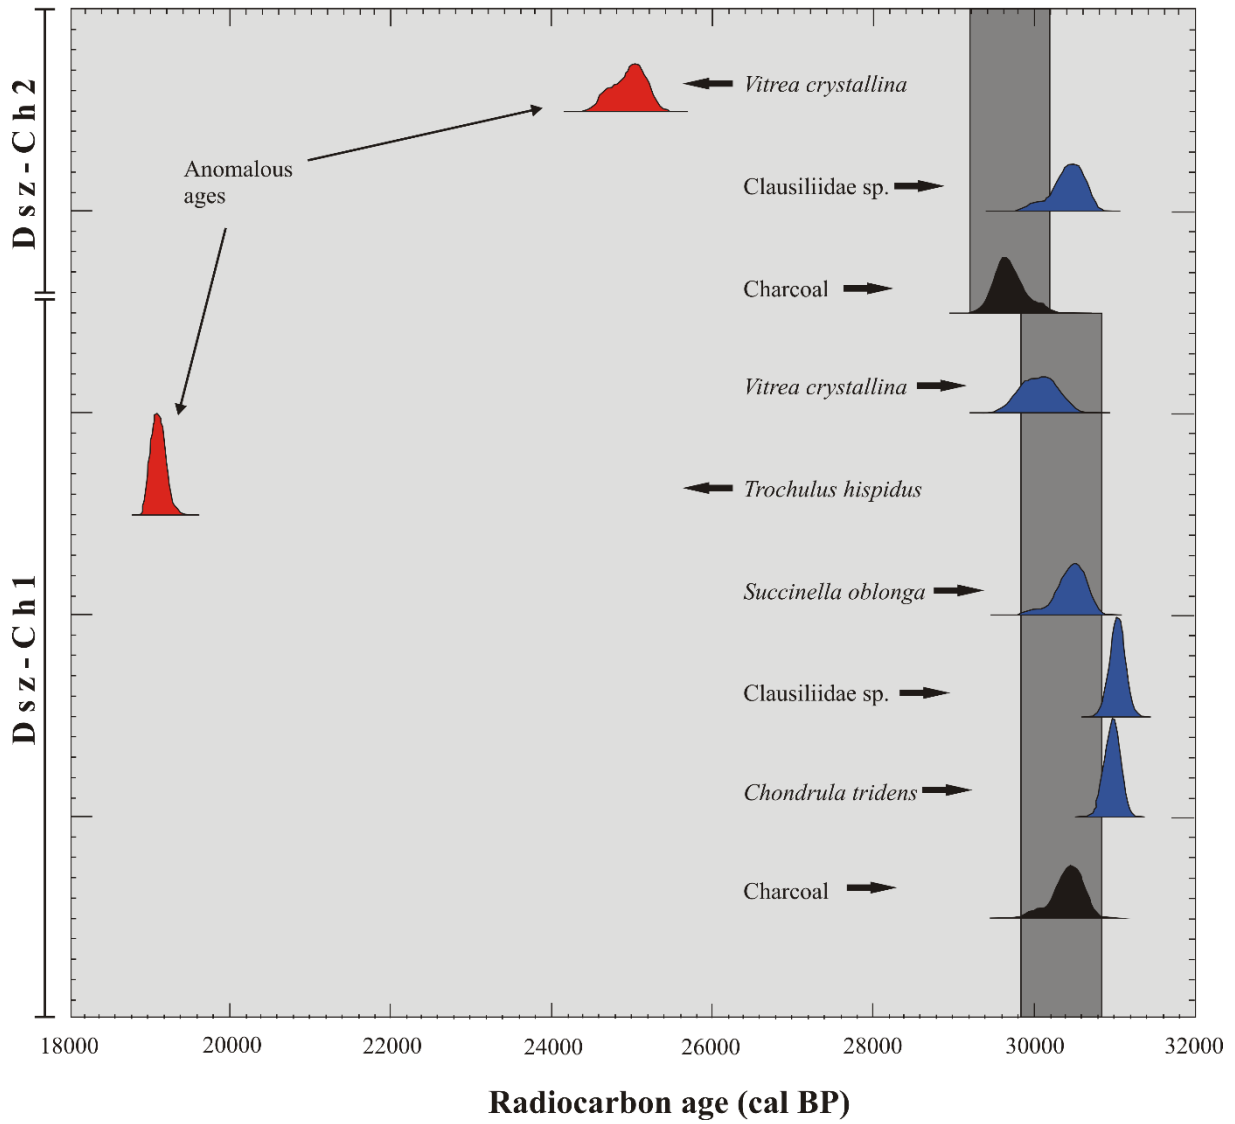 Dsz-Ch2
Dsz-Ch1
Vitrea crystallina
Anomalous
ages
Clausiliidae sp.
Charcoal
Vitrea crystallina
Trochulus hispidus
Succinella oblonga
Clausiliidae sp.
Chondrula tridens
Charcoal
18000 20000 22000 24000 26000 28000 30000 32000
Radiocarbon age (cal BP)